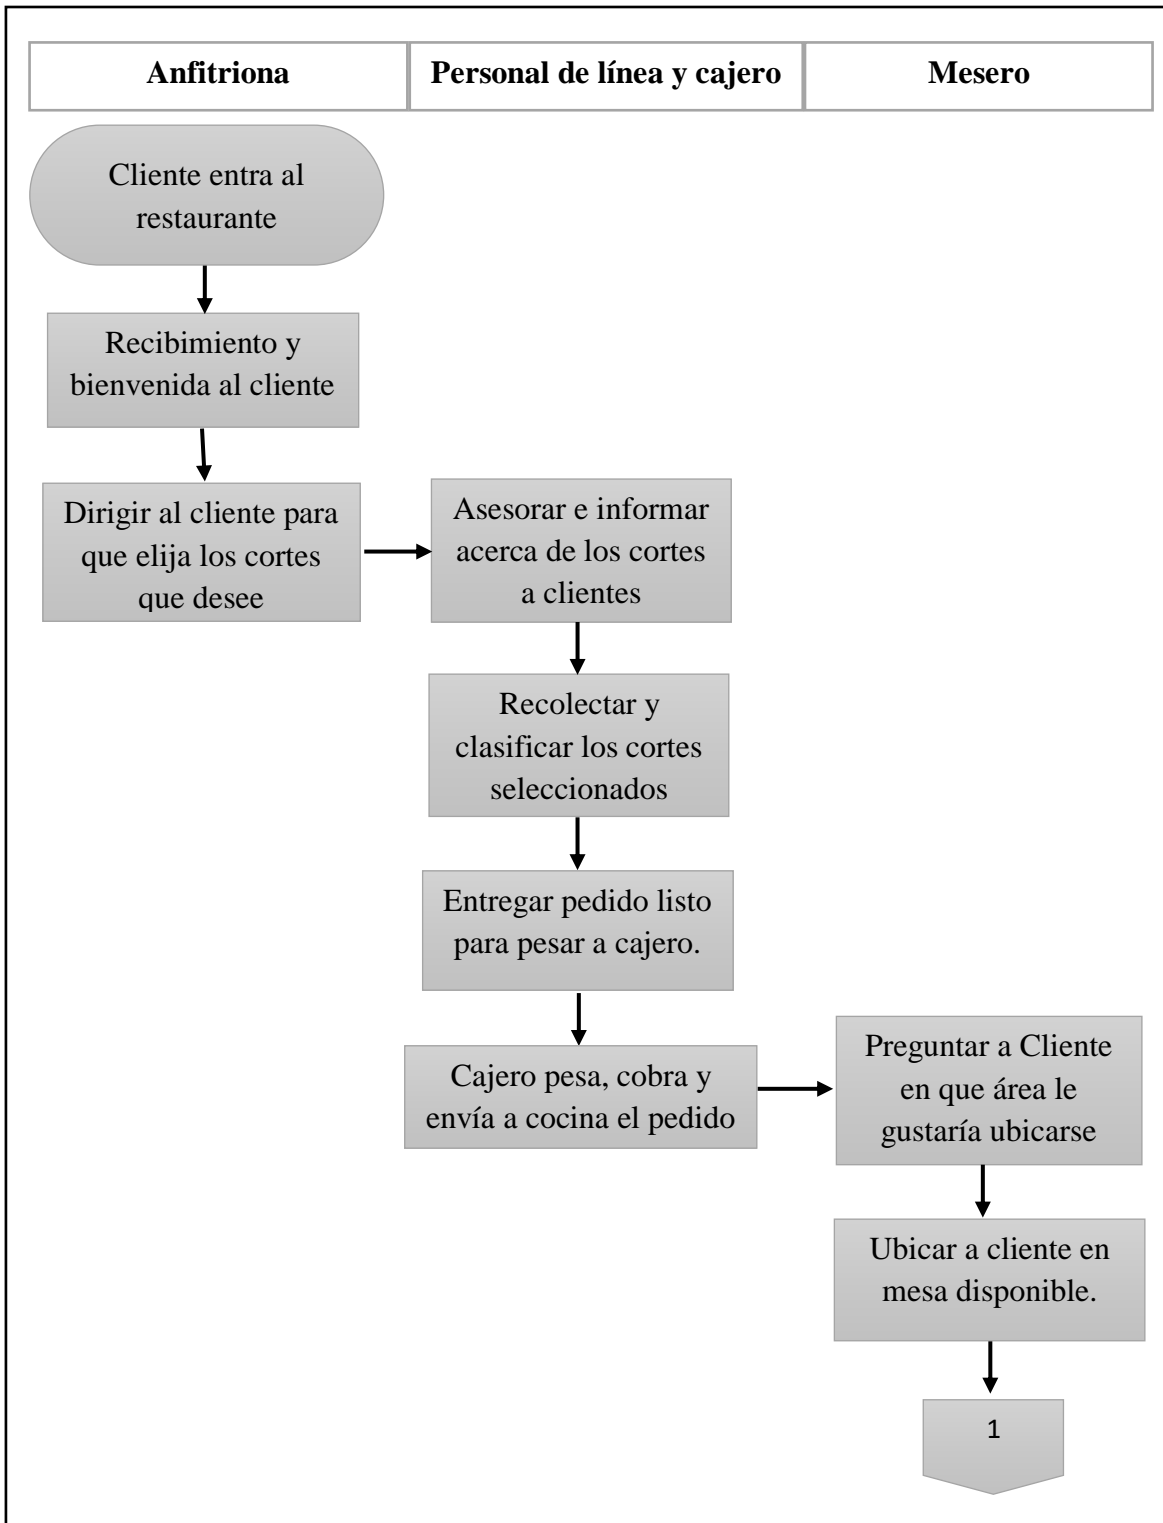 Anfitriona
Personal de línea y cajero
Mesero
Cliente entra al
restaurante
Recibimiento y
bienvenida al cliente
Dirigir al cliente para
que elija los cortes
que desee
Asesorar e informar
acerca de los cortes
a clientes
Recolectar y
clasificar los cortes
seleccionados
Entregar pedido listo
para pesar a cajero.
Cajero pesa, cobra y
envía a cocina el pedido
Preguntar a Cliente
en que área le
gustaría ubicarse
Ubicar a cliente en
mesa disponible.
1